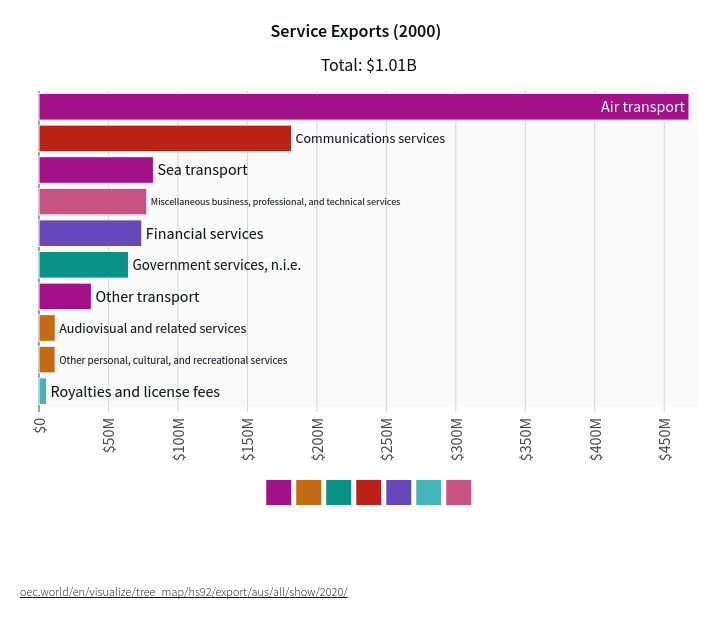 Service Exports (2000)
Total: $1.01B
Air transport
Communications services
Sea transport
Miscellaneous business, professional, and technical services
Financial services
Government services, n.i.e.
Other transport
Audiovisual and related services
Other personal, cultural, and recreational services
Royalties and license fees
$0
$50M
$100M
$150M
$200M
$250M
$300M
$350M
$400M
$450M
oec.world/en/visualize/tree_map/hs92/export/aus/all/show/2020/